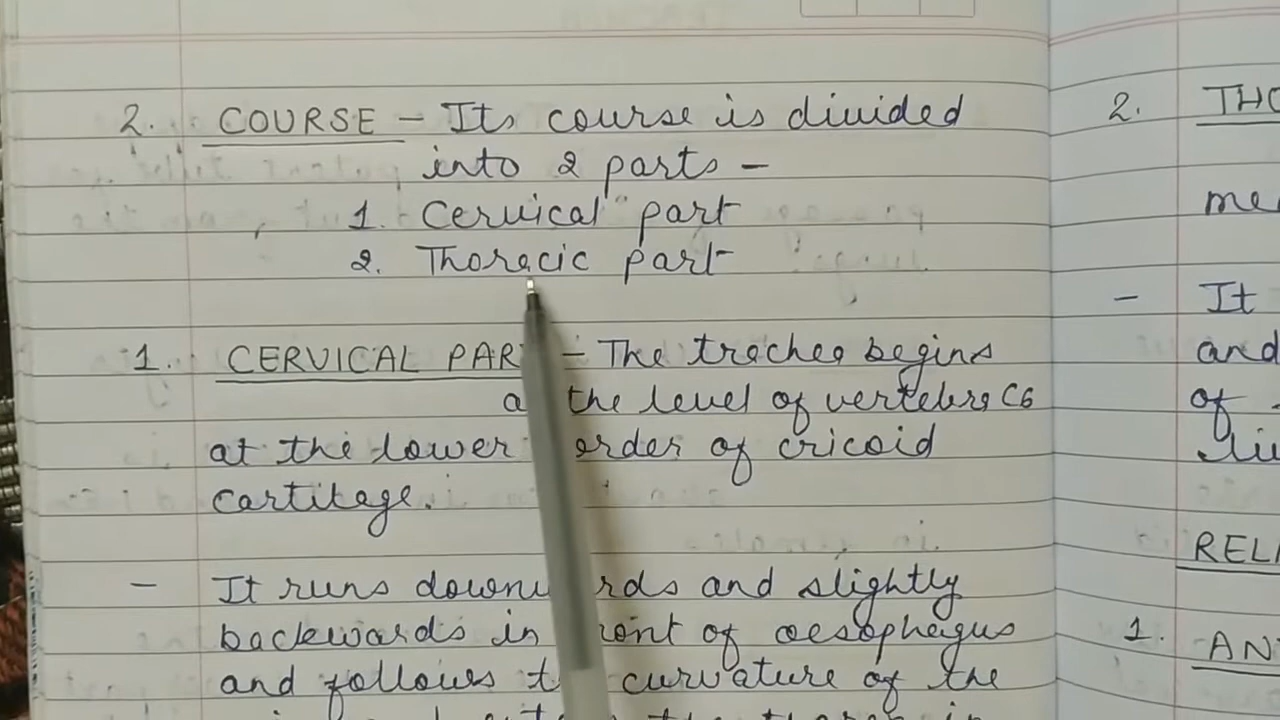 2. COURSE - Its course is divided
into 2 parts -
1. Cervical part
2. Thoracic part
1. CERVICAL PAR - The trachea begins
a the level of vertebra C6
at the lower order of cricoid
cartilage.
- It runs downw rds and slightly
backwards in ront of oesophagus
and follows t curvature of the
2. THO
me
- It
and
of
RELA
1. AN